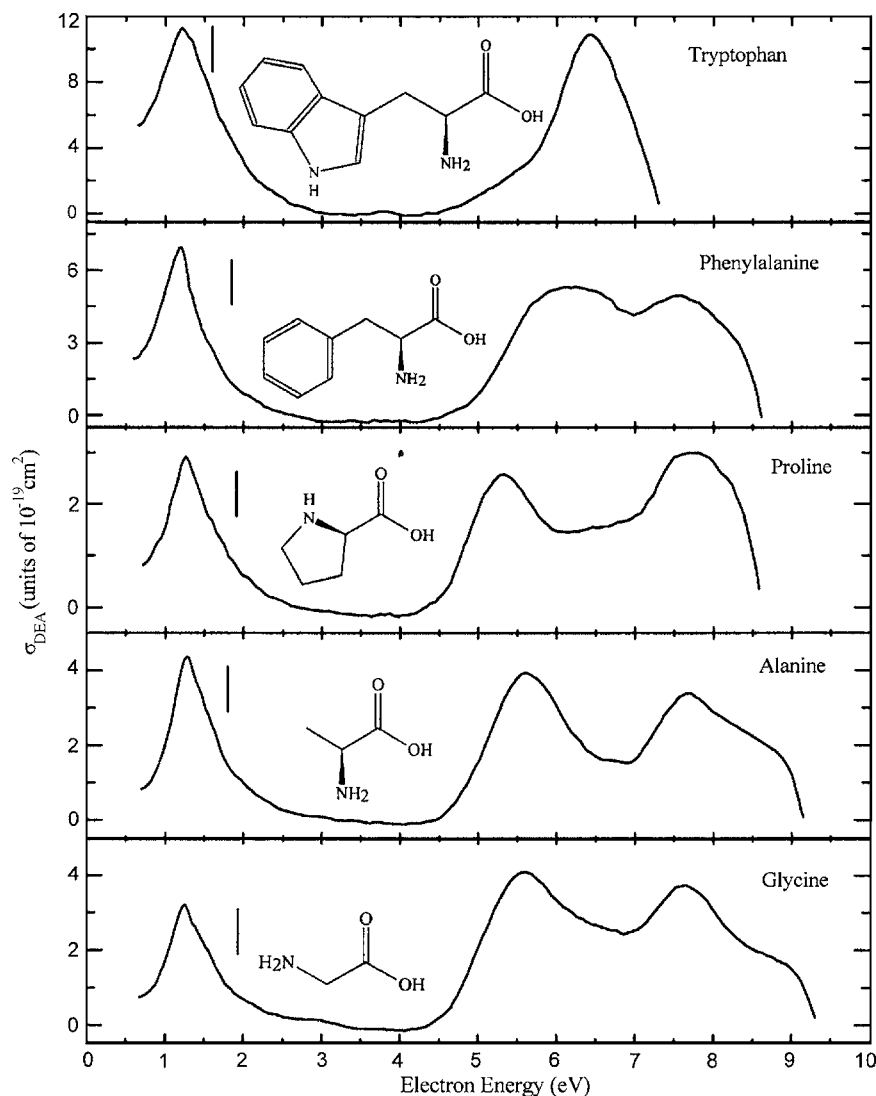 12
8
4
0
Tryptophan
O
OH
NH2
N
H
6
3
0
Phenylalanine
O
OH
NH2
2
0
Proline
H
N
O
OH
4
2
0
Alanine
O
OH
NH2
4
2
0
Glycine
O
H2N
OH
σDEA (units of 10-19cm2)
0 1 2 3 4 5 6 7 8 9 10
Electron Energy (eV)